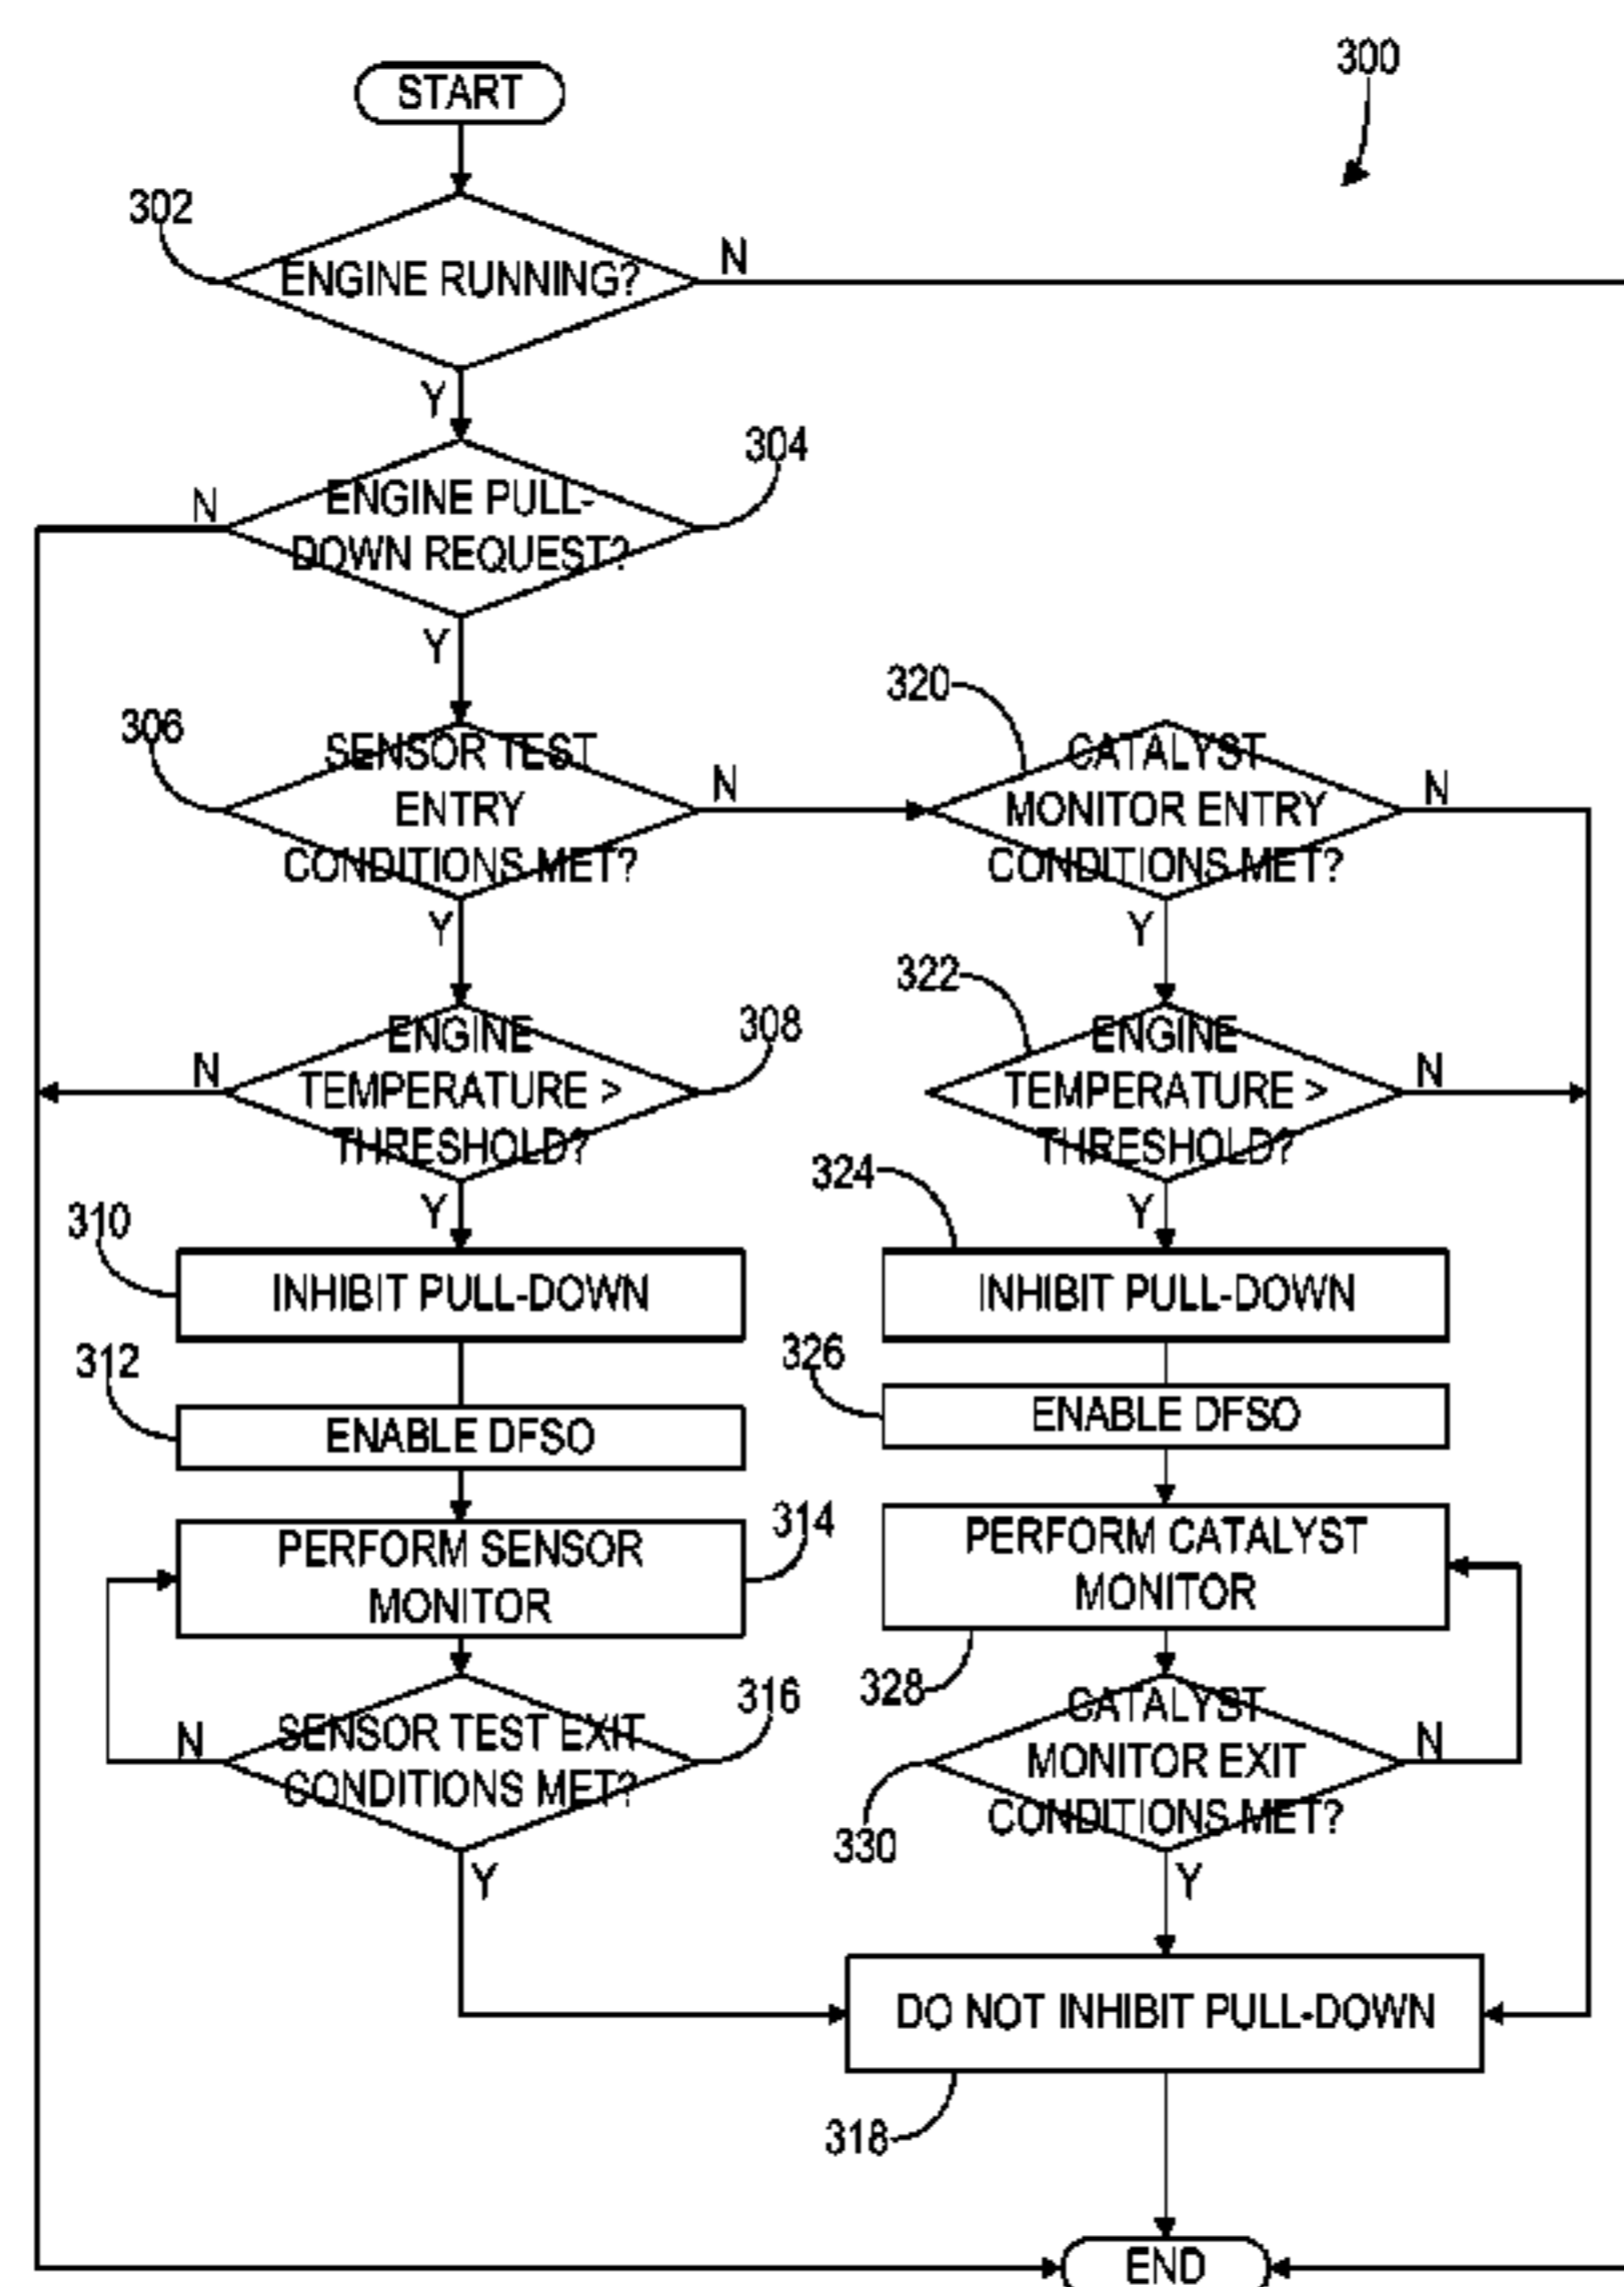 300
START
302
ENGINE RUNNING?
N
Y
304
N
ENGINE PULL-
DOWN REQUEST?
Y
306
SENSOR TEST
ENTRY
CONDITIONS MET?
N
Y
320
CATALYST
MONITOR ENTRY
CONDITIONS MET?
N
Y
308
N
ENGINE
TEMPERATURE >
THRESHOLD?
Y
322
ENGINE
TEMPERATURE >
THRESHOLD?
N
Y
310
INHIBIT PULL-DOWN
324
INHIBIT PULL-DOWN
312
ENABLE DFSO
326
ENABLE DFSO
314
PERFORM SENSOR
MONITOR
PERFORM CATALYST
MONITOR
328
316
N
SENSOR TEST EXIT
CONDITIONS MET?
Y
CATALYST
MONITOR EXIT
CONDITIONS MET?
N
330
Y
DO NOT INHIBIT PULL-DOWN
318
END